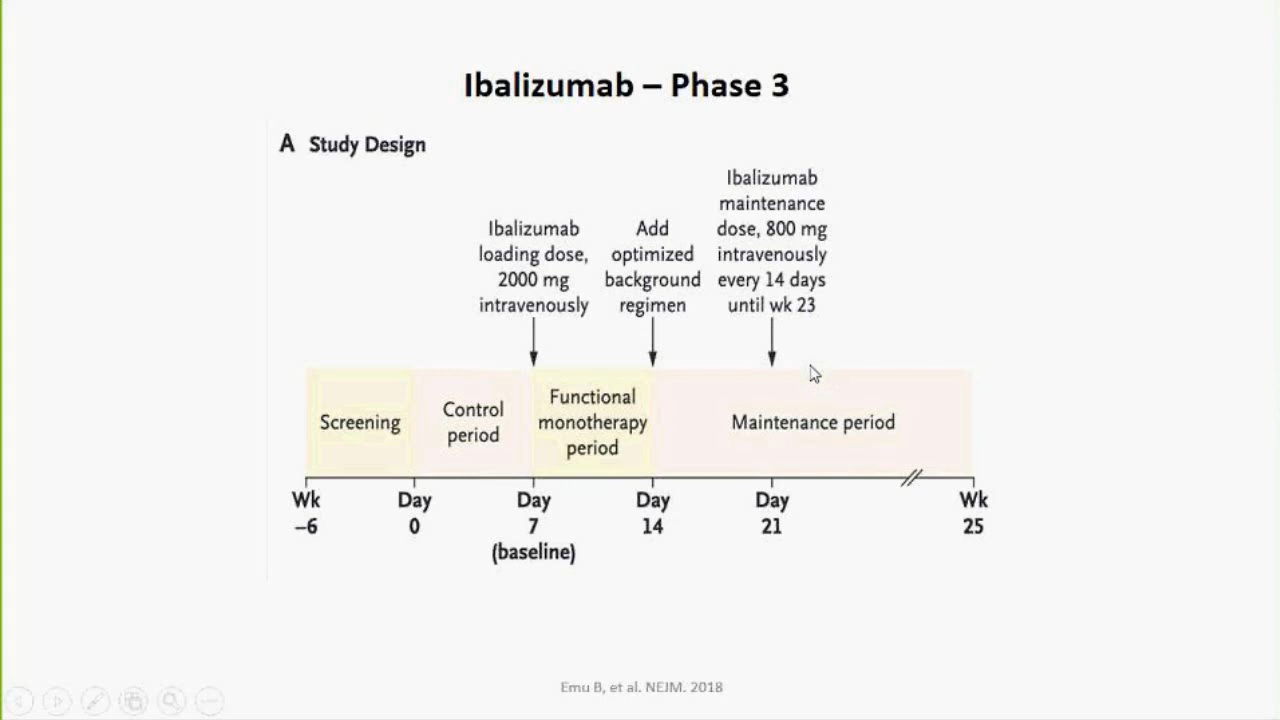 Ibalizumab – Phase 3
A Study Design
Ibalizumab
loading dose,
2000 mg
intravenously
Add
optimized
background
regimen
Ibalizumab
maintenance
dose, 800 mg
intravenously
every 14 days
until wk 23
Screening
Control
period
Functional
monotherapy
period
Maintenance period
Wk
–6
Day
0
Day
7
(baseline)
Day
14
Day
21
Wk
25
Emu B, et al. NEJM. 2018